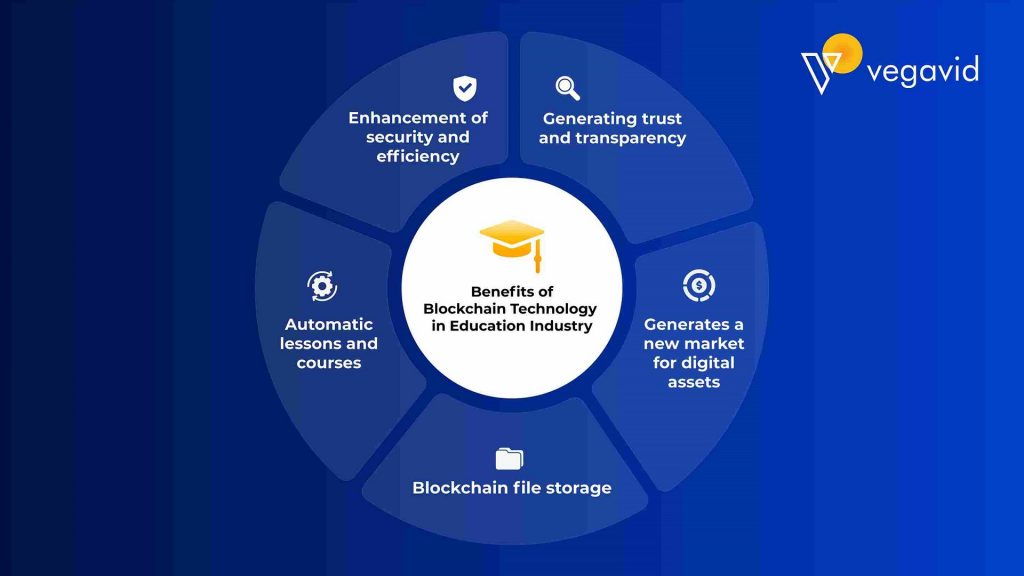 vegavid
Enhancement of
security and
efficiency
Generating trust
and transparency
Benefits of
Blockchain Technology
in Education Industry
Automatic
lessons and
courses
Generates a
new market
for digital
assets
Blockchain file storage